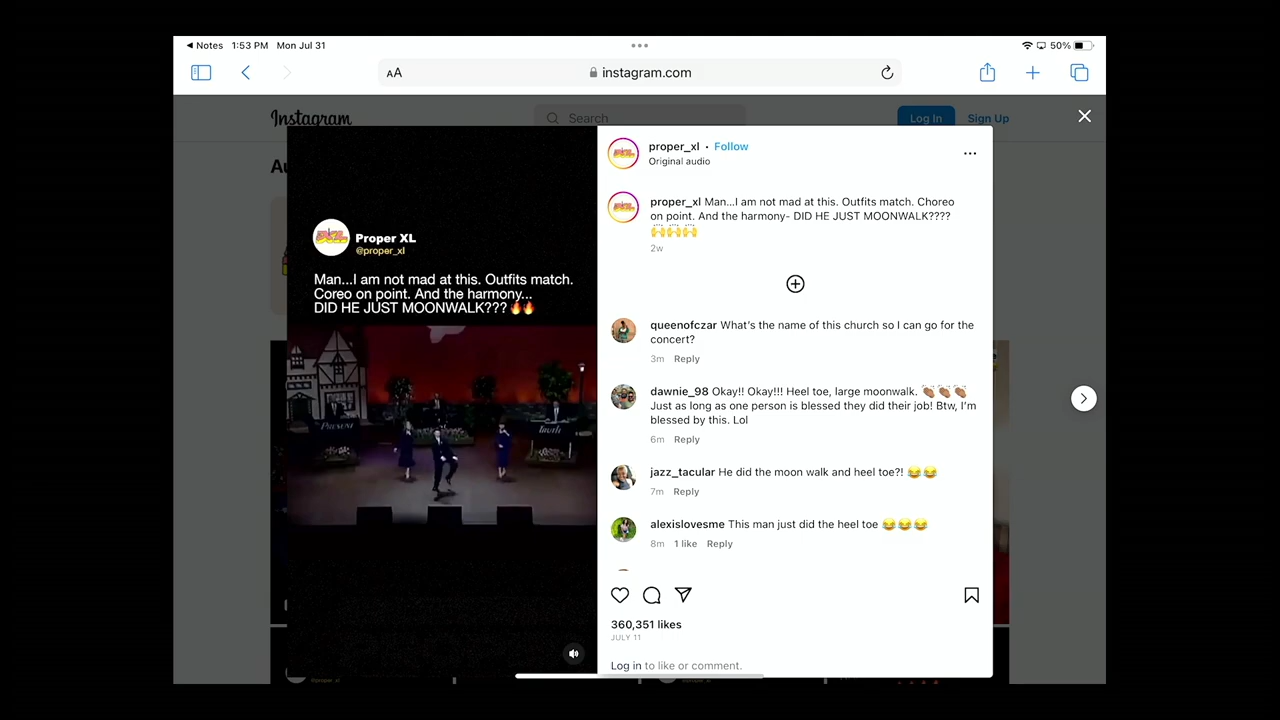 Notes 1:53 PM Mon Jul 31
50%
AA
instagram.com
Instagram
Search
Log In
Sign Up
Au
proper_xl • Follow
Original audio
Proper XL
@proper_xl
Man...I am not mad at this. Outfits match.
Coreo on point. And the harmony...
DID HE JUST MOONWALK??? 🔥🔥
PRESENT
TRUTH
proper_xl Man...I am not mad at this. Outfits match. Choreo
on point. And the harmony- DID HE JUST MOONWALK????
🙌🙌🙌
2w
queenofczar What's the name of this church so I can go for the
concert?
3m Reply
dawnie_98 Okay!! Okay!!! Heel toe, large moonwalk. 👏🏾👏🏾👏🏾
Just as long as one person is blessed they did their job! Btw, I'm
blessed by this. Lol
6m Reply
jazz_tacular He did the moon walk and heel toe?! 😂😂
7m Reply
alexislovesme This man just did the heel toe 😂😂😂
8m 1 like Reply
360,351 likes
JULY 11
Log in to like or comment.